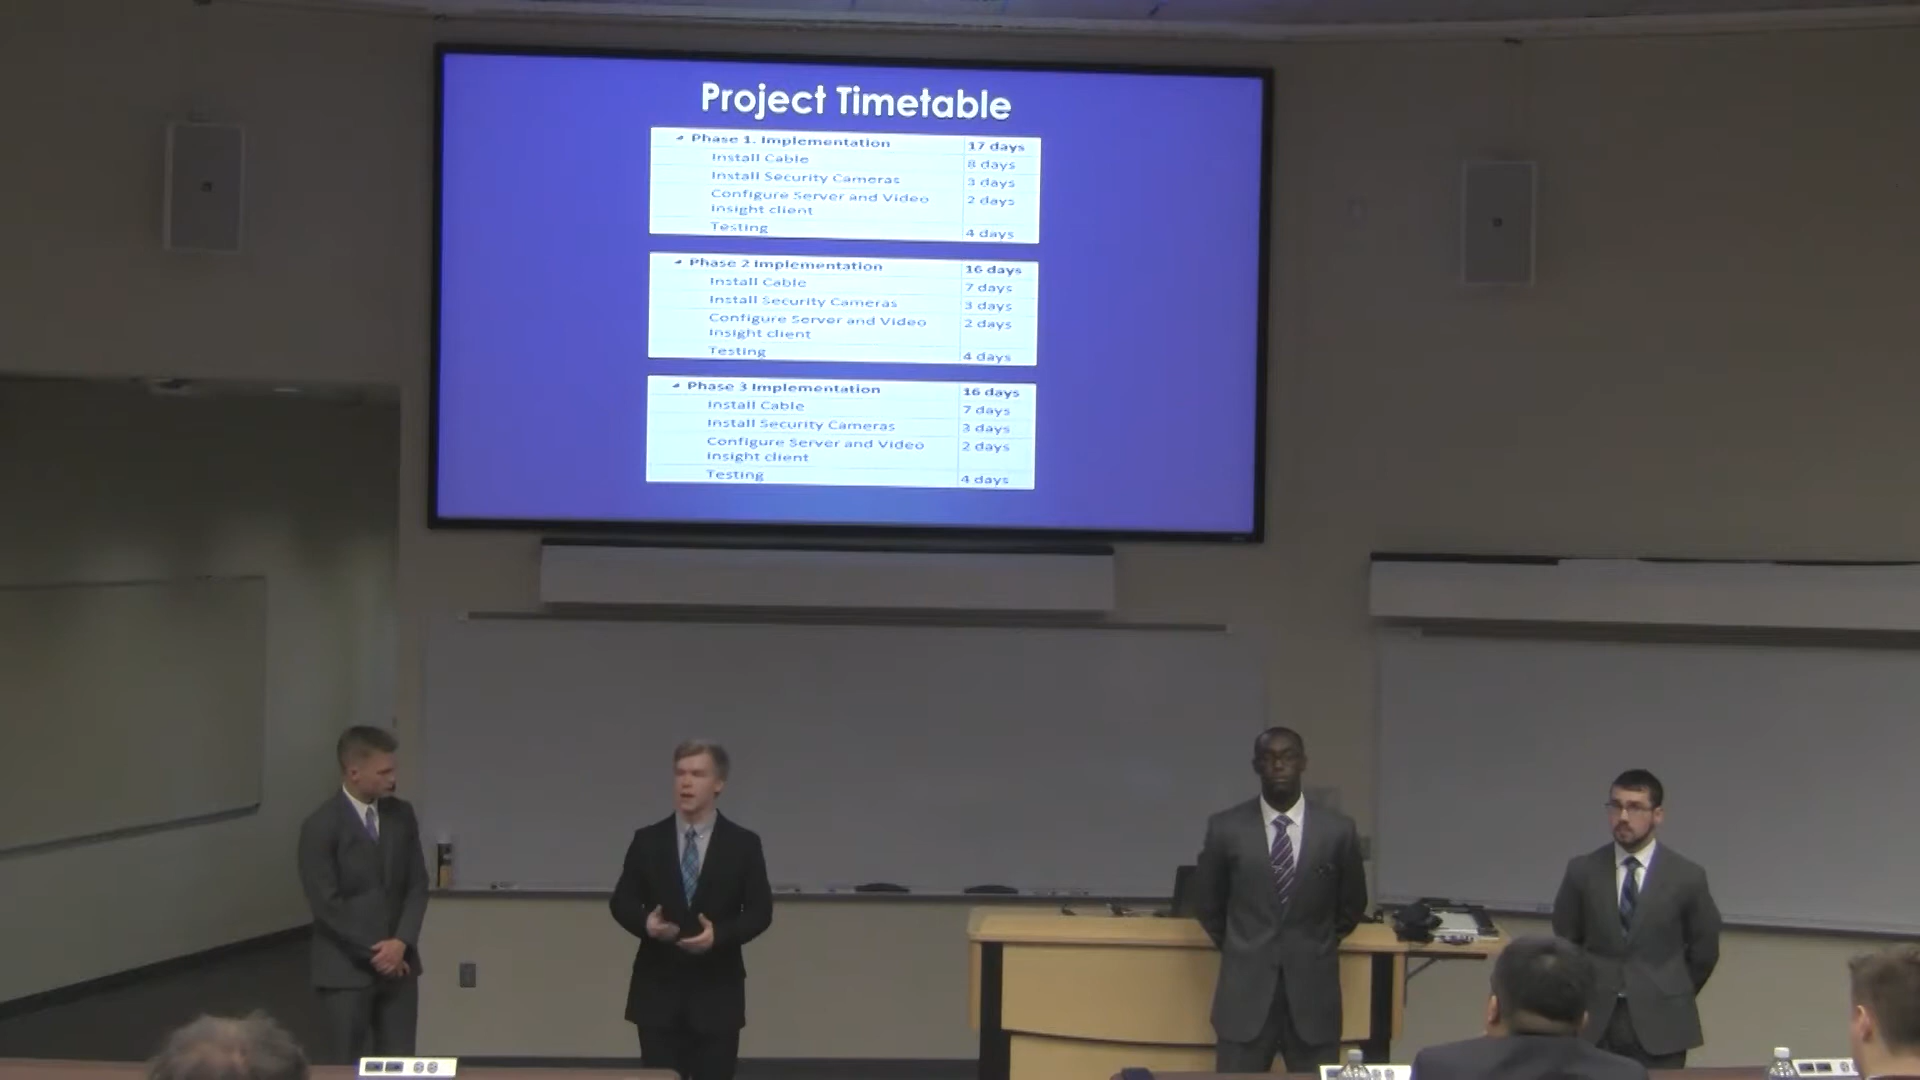 Project Timetable
Phase 1. Implementation 17 days
Install Cable 8 days
Install Security Cameras 3 days
Configure Server and Video 2 days
Insight client
Testing 4 days
Phase 2 Implementation 16 days
Install Cable 7 days
Install Security Cameras 3 days
Configure Server and Video 2 days
Insight client
Testing 4 days
Phase 3 Implementation 16 days
Install Cable 7 days
Install Security Cameras 3 days
Configure Server and Video 2 days
Insight client
Testing 4 days